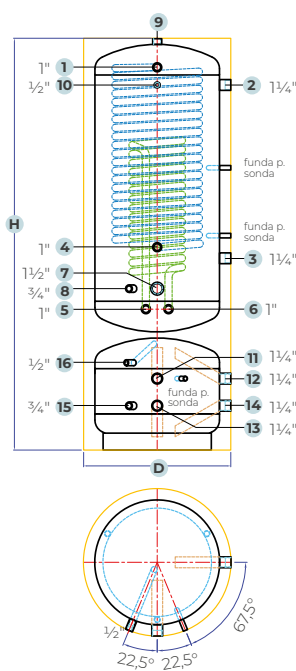 9
1" 1
½" 10
2 1¼"
funda p.
sonda
H
funda p.
sonda
1" 4
3 1¼"
1½" 7
¾" 8
1" 5
6 1"
½" 16
11 1¼"
12 1¼"
funda p.
sonda
¾" 15
14 1¼"
13 1¼"
D
½"
22,5° 22,5°
67,5°